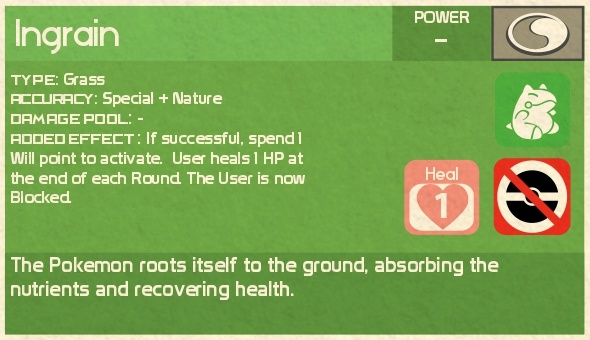 Ingrain
POWER
–
TYPE: Grass
ACCURACY: Special + Nature
DAMAGE POOL: -
ADDED EFFECT: If successful, spend 1
Will point to activate. User heals 1 HP at
the end of each Round. The User is now
Blocked.
Heal
1
The Pokemon roots itself to the ground, absorbing the
nutrients and recovering health.